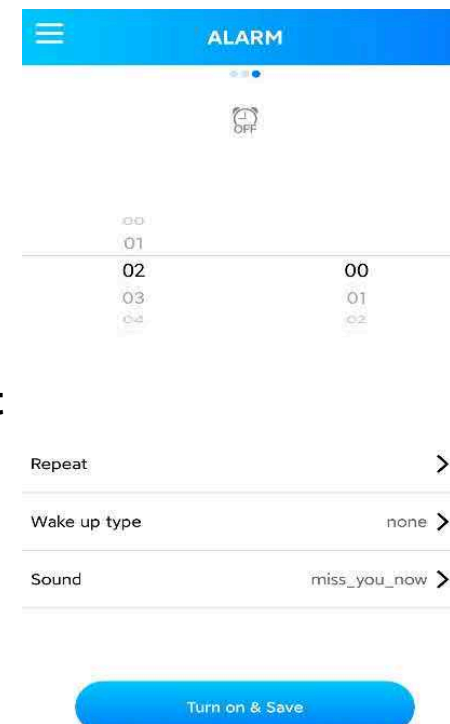 ALARM
OFF
00
01
02 00
03 01
04 02
Repeat
Wake up type none
Sound miss_you_now
Turn on & Save